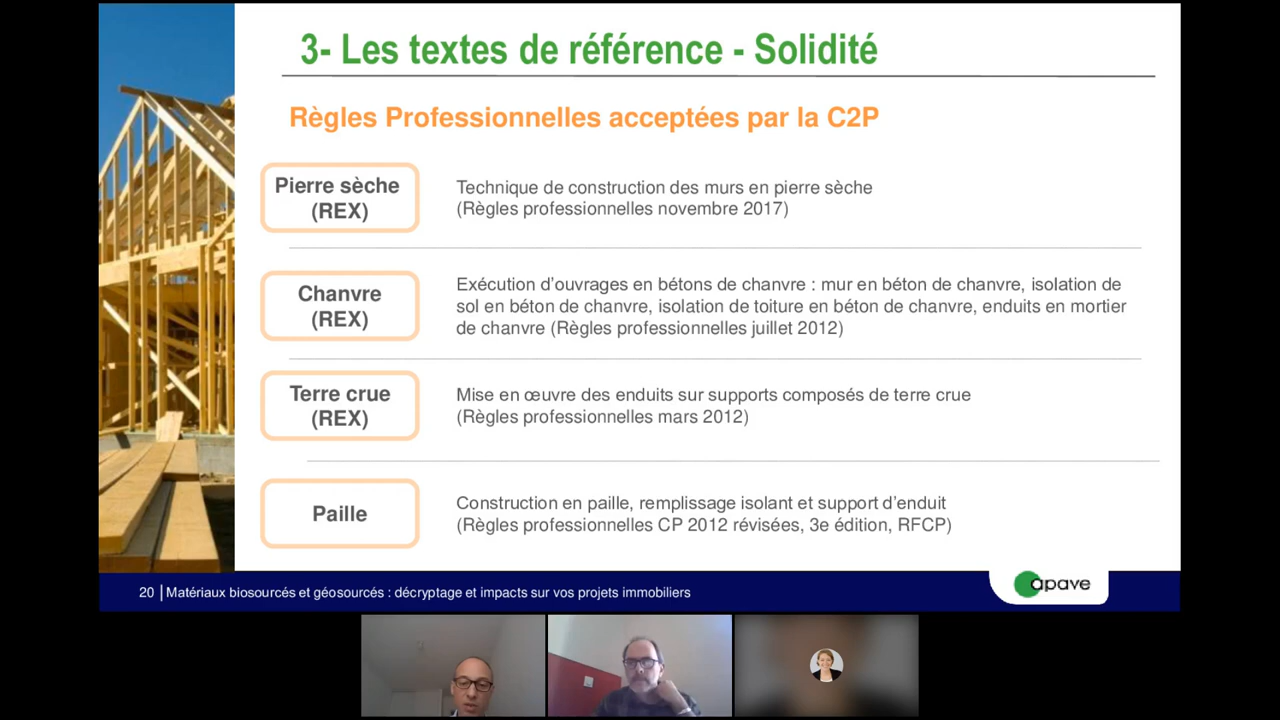 3- Les textes de référence - Solidité
Règles Professionnelles acceptées par la C2P
Pierre sèche
(REX)
Technique de construction des murs en pierre sèche
(Règles professionnelles novembre 2017)
Chanvre
(REX)
Exécution d’ouvrages en bétons de chanvre : mur en béton de chanvre, isolation de
sol en béton de chanvre, isolation de toiture en béton de chanvre, enduits en mortier
de chanvre (Règles professionnelles juillet 2012)
Terre crue
(REX)
Mise en œuvre des enduits sur supports composés de terre crue
(Règles professionnelles mars 2012)
Paille
Construction en paille, remplissage isolant et support d’enduit
(Règles professionnelles CP 2012 révisées, 3e édition, RFCP)
20 | Matériaux biosourcés et géosourcés : décryptage et impacts sur vos projets immobiliers
apave